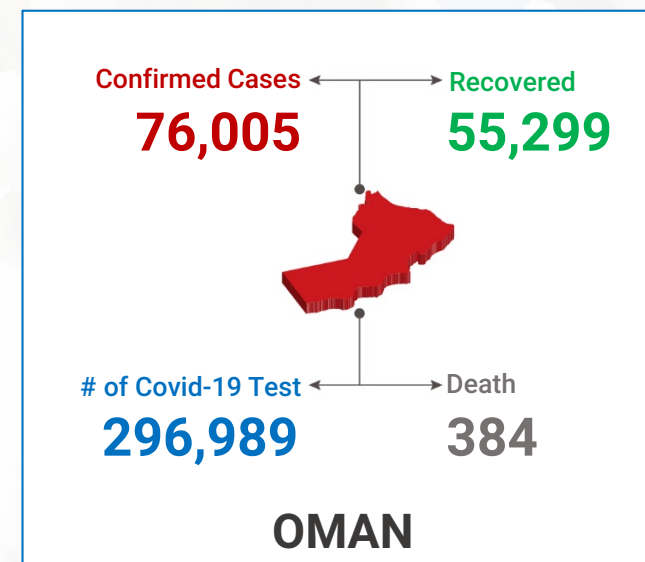 Confirmed Cases
76,005
Recovered
55,299
# of Covid-19 Test
296,989
Death
384
OMAN